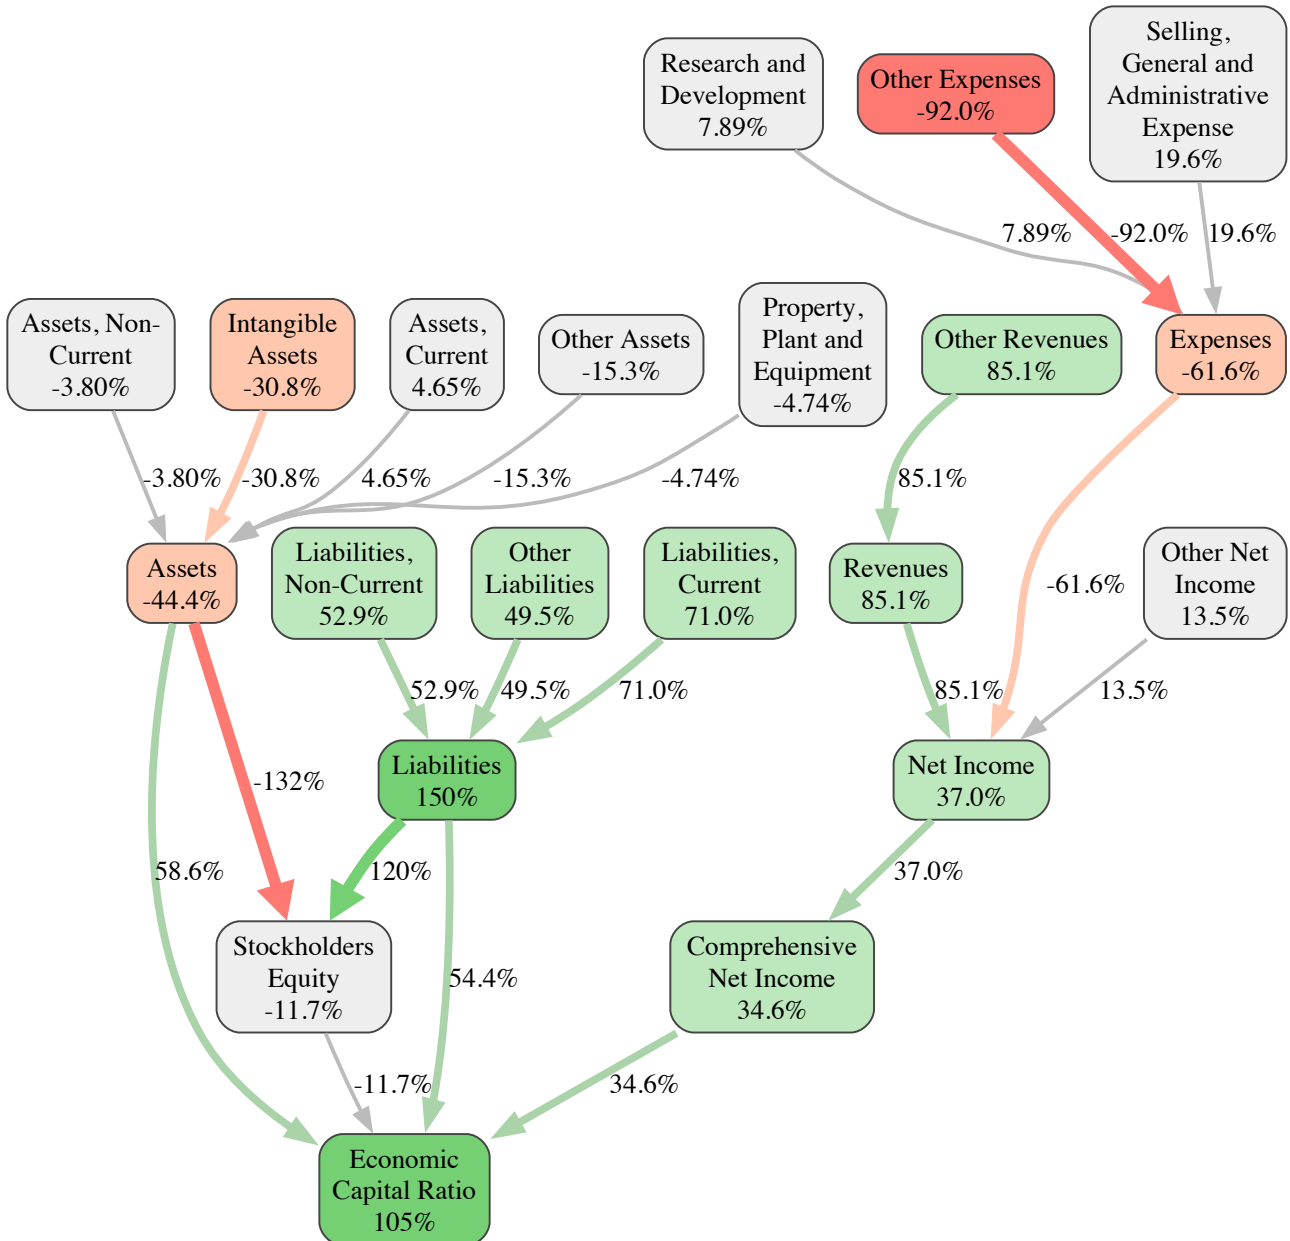 Research and
Development
7.89%
Other Expenses
-92.0%
Selling,
General and
Administrative
Expense
19.6%
7.89%
-92.0%
19.6%
Assets, Non-
Current
-3.80%
Intangible
Assets
-30.8%
Assets,
Current
4.65%
Other Assets
-15.3%
Property,
Plant and
Equipment
-4.74%
Other Revenues
85.1%
Expenses
-61.6%
-3.80%
-30.8%
4.65%
-15.3%
-4.74%
85.1%
Assets
-44.4%
Liabilities,
Non-Current
52.9%
Other
Liabilities
49.5%
Liabilities,
Current
71.0%
Revenues
85.1%
-61.6%
Other Net
Income
13.5%
52.9%
49.5%
71.0%
85.1%
13.5%
-132%
Liabilities
150%
Net Income
37.0%
58.6%
120%
37.0%
Stockholders
Equity
-11.7%
54.4%
Comprehensive
Net Income
34.6%
-11.7%
34.6%
Economic
Capital Ratio
105%